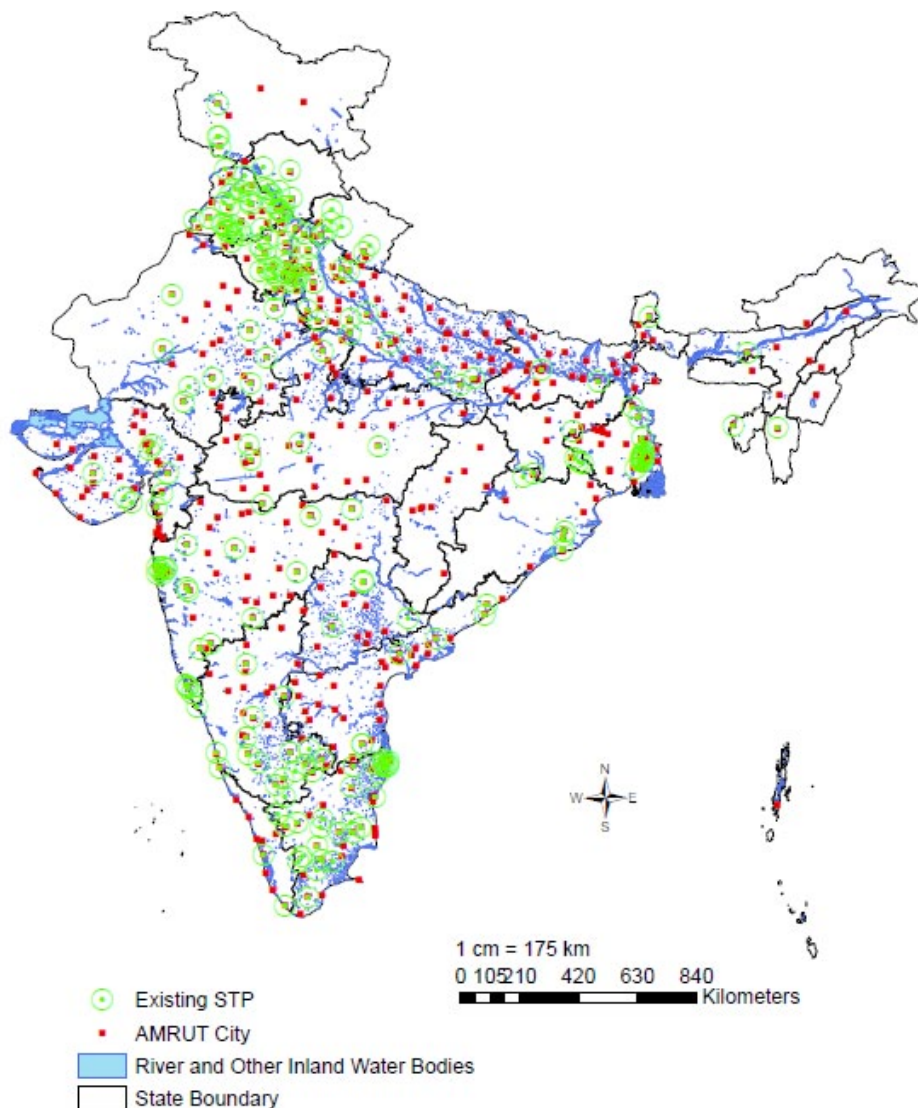 N
W E
S
1 cm = 175 km
0 105210 420 630 840
Kilometers
Existing STP
AMRUT City
River and Other Inland Water Bodies
State Boundary